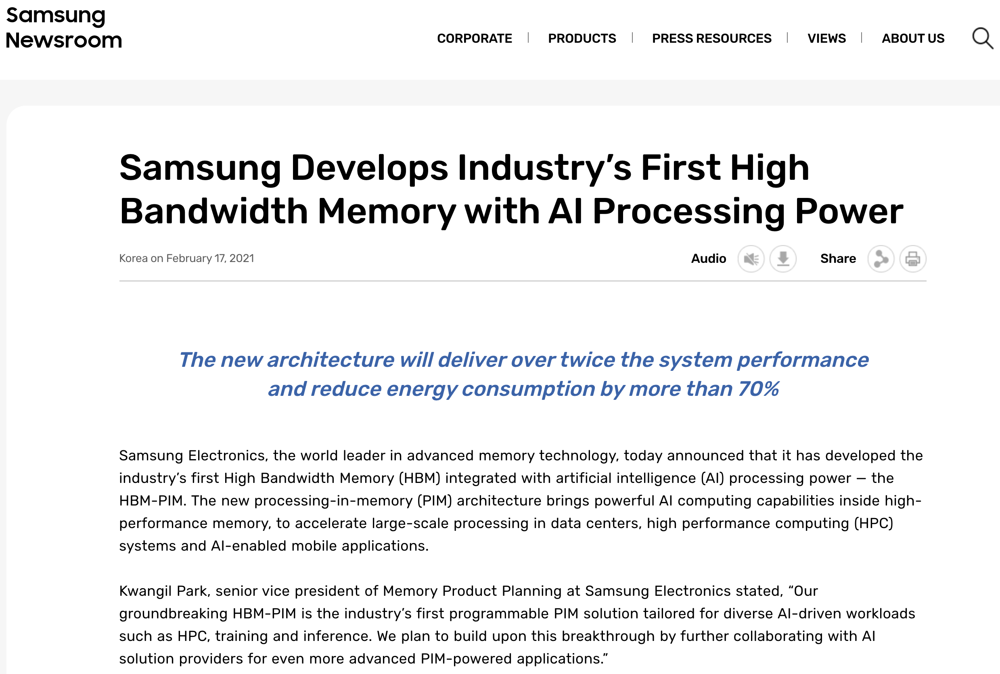 Samsung
Newsroom
CORPORATE | PRODUCTS | PRESS RESOURCES | VIEWS | ABOUT US
Samsung Develops Industry’s First High
Bandwidth Memory with AI Processing Power
Korea on February 17, 2021
Audio Share
The new architecture will deliver over twice the system performance
and reduce energy consumption by more than 70%
Samsung Electronics, the world leader in advanced memory technology, today announced that it has developed the
industry’s first High Bandwidth Memory (HBM) integrated with artificial intelligence (AI) processing power – the
HBM-PIM. The new processing-in-memory (PIM) architecture brings powerful AI computing capabilities inside high-
performance memory, to accelerate large-scale processing in data centers, high performance computing (HPC)
systems and AI-enabled mobile applications.
Kwangil Park, senior vice president of Memory Product Planning at Samsung Electronics stated, “Our
groundbreaking HBM-PIM is the industry’s first programmable PIM solution tailored for diverse AI-driven workloads
such as HPC, training and inference. We plan to build upon this breakthrough by further collaborating with AI
solution providers for even more advanced PIM-powered applications.”